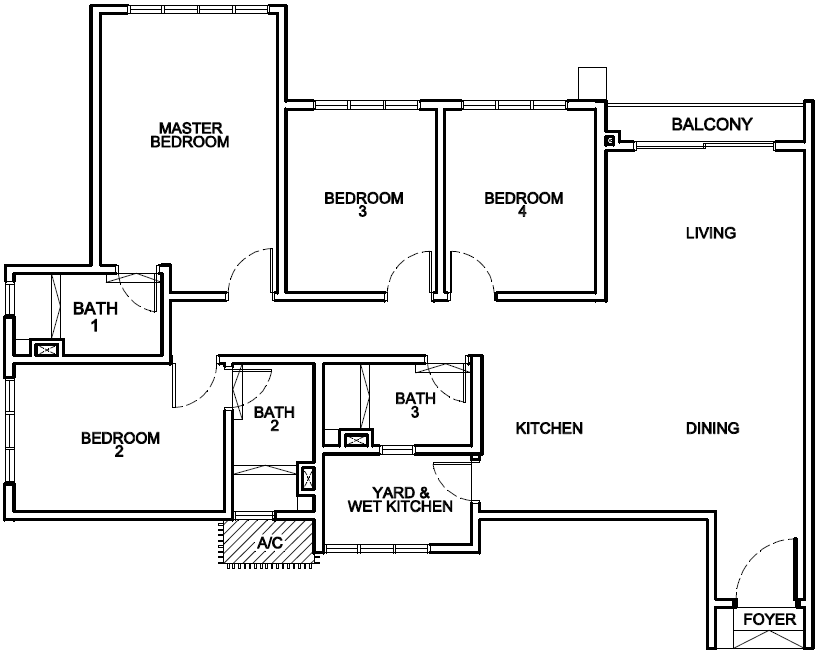 BALCONY
MASTER
BEDROOM
BEDROOM
3
BEDROOM
4
LIVING
BATH
1
BATH
2
BATH
3
KITCHEN
DINING
BEDROOM
2
YARD &
WET KITCHEN
A/C
FOYER